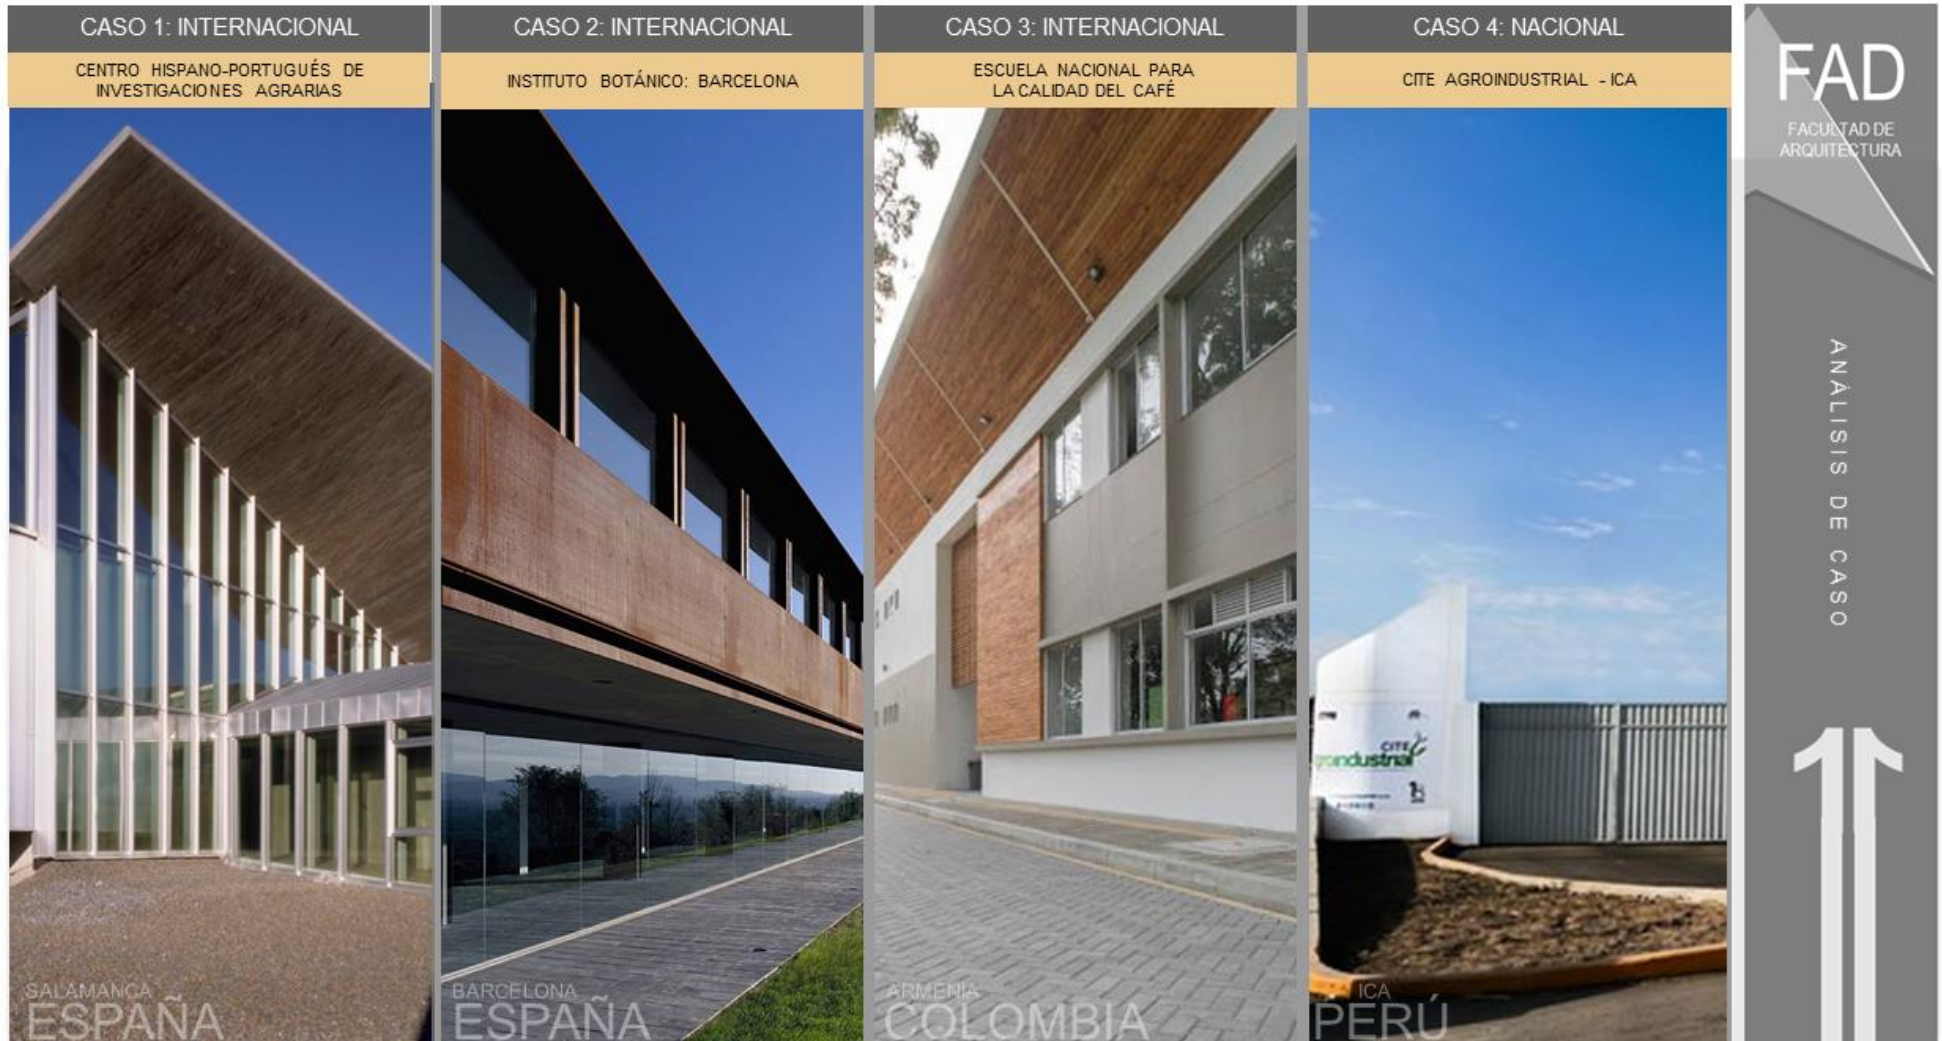 CASO 1: INTERNACIONAL
CENTRO HISPANO-PORTUGUÉS DE
INVESTIGACIONES AGRARIAS
SALAMANCA
ESPAÑA
CASO 2: INTERNACIONAL
INSTITUTO BOTÁNICO: BARCELONA
BARCELONA
ESPAÑA
CASO 3: INTERNACIONAL
ESCUELA NACIONAL PARA
LA CALIDAD DEL CAFÉ
ARMENIA
COLOMBIA
CASO 4: NACIONAL
CITE AGROINDUSTRIAL - ICA
CITE
groindustrial
ICA
PERÚ
FAD
FACULTAD DE
ARQUITECTURA
ANÁLISIS DE CASO